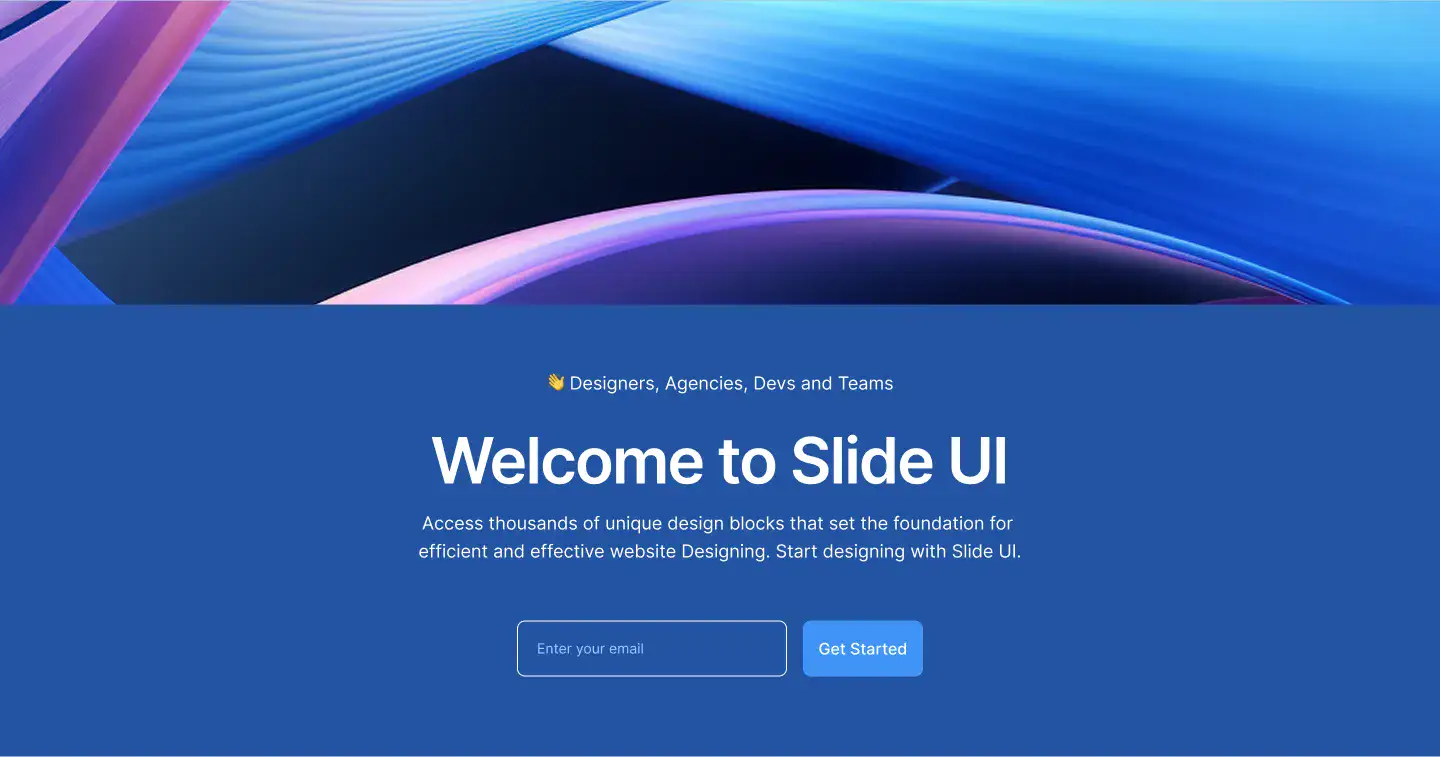 👋 Designers, Agencies, Devs and Teams
Welcome to Slide UI
Access thousands of unique design blocks that set the foundation for
efficient and effective website Designing. Start designing with Slide UI.
Enter your email
Get Started